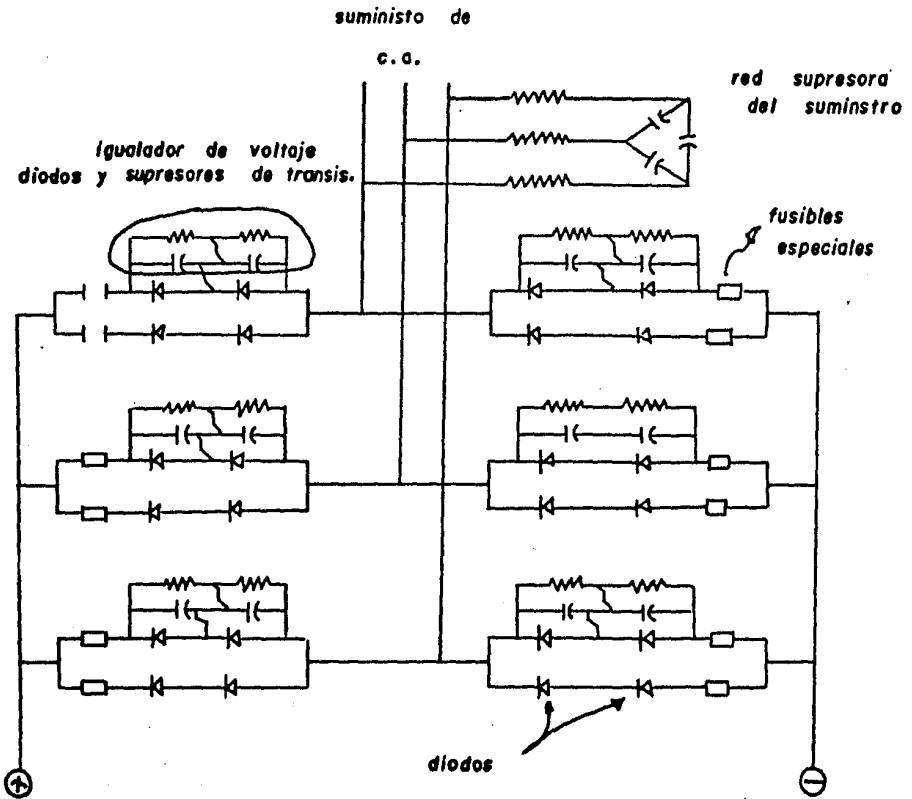 suministo de
c.a.
red supresora
del suminstro
Igualador de voltaje
diodos y supresores de transis.
fusibles
especiales
diodos
+
−